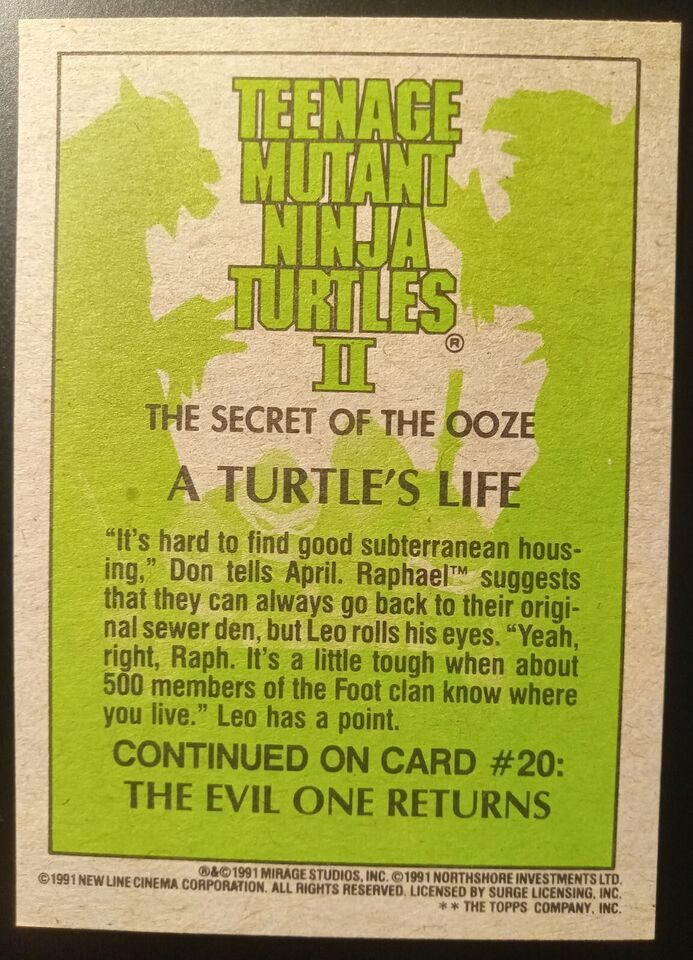 TEENAGE
MUTANT
NINJA
TURTLES
®
II
THE SECRET OF THE OOZE
A TURTLE'S LIFE
“It's hard to find good subterranean hous-
ing,” Don tells April. Raphael™ suggests
that they can always go back to their origi-
nal sewer den, but Leo rolls his eyes. “Yeah,
right, Raph. It's a little tough when about
500 members of the Foot clan know where
you live.” Leo has a point.
CONTINUED ON CARD #20:
THE EVIL ONE RETURNS
®&©1991 MIRAGE STUDIOS, INC. ©1991 NORTHSHORE INVESTMENTS LTD.
©1991 NEW LINE CINEMA CORPORATION. ALL RIGHTS RESERVED. LICENSED BY SURGE LICENSING, INC.
** THE TOPPS COMPANY, INC.